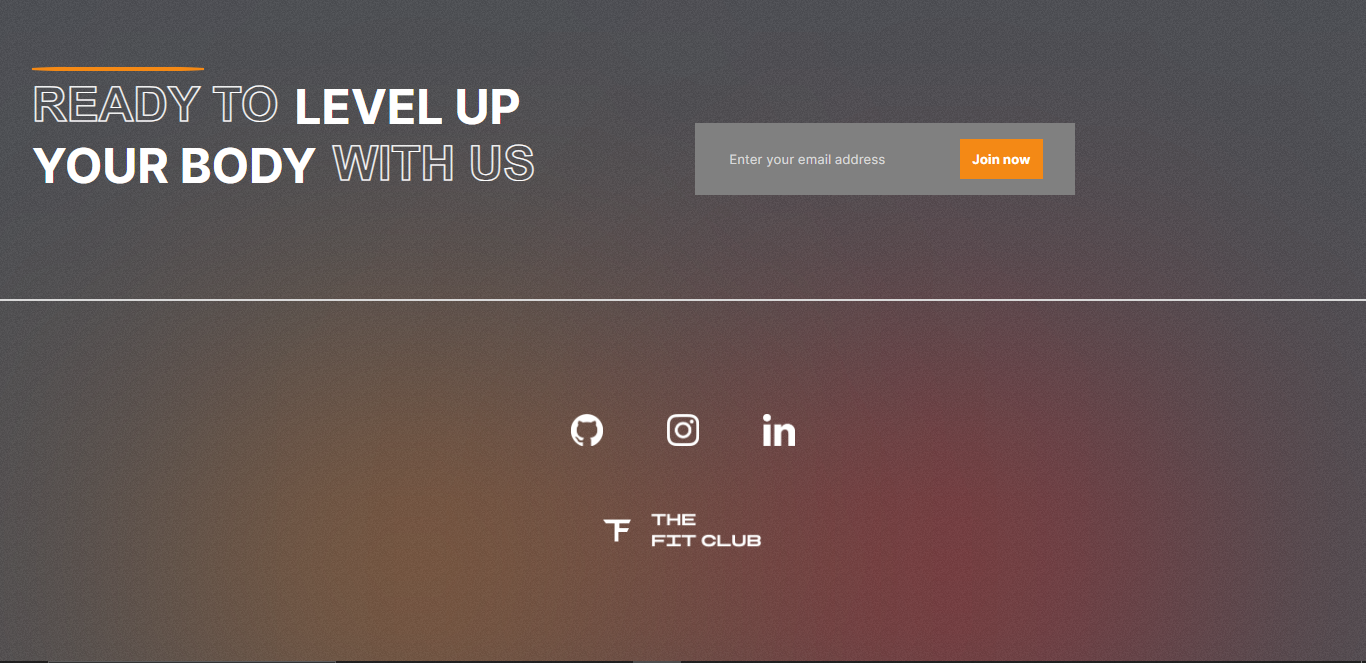 READY TO LEVEL UP
YOUR BODY WITH US
Enter your email address
Join now
in
THE
FIT CLUB